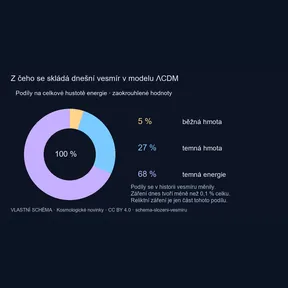 Z čeho se skládá dnešní vesmír v modelu ΛCDM
Podíly na celkové hustotě energie · zaokrouhlené hodnoty
5 % běžná hmota
27 % temná hmota
100 %
68 % temná energie
Podíly se v historii vesmíru měnily.
Záření dnes tvoří méně než 0,1 % celku.
Reliktní záření je jen část tohoto podílu.
VLASTNÍ SCHÉMA · Kosmologické novinky · CC BY 4.0 · schema-slozeni-vesmiru